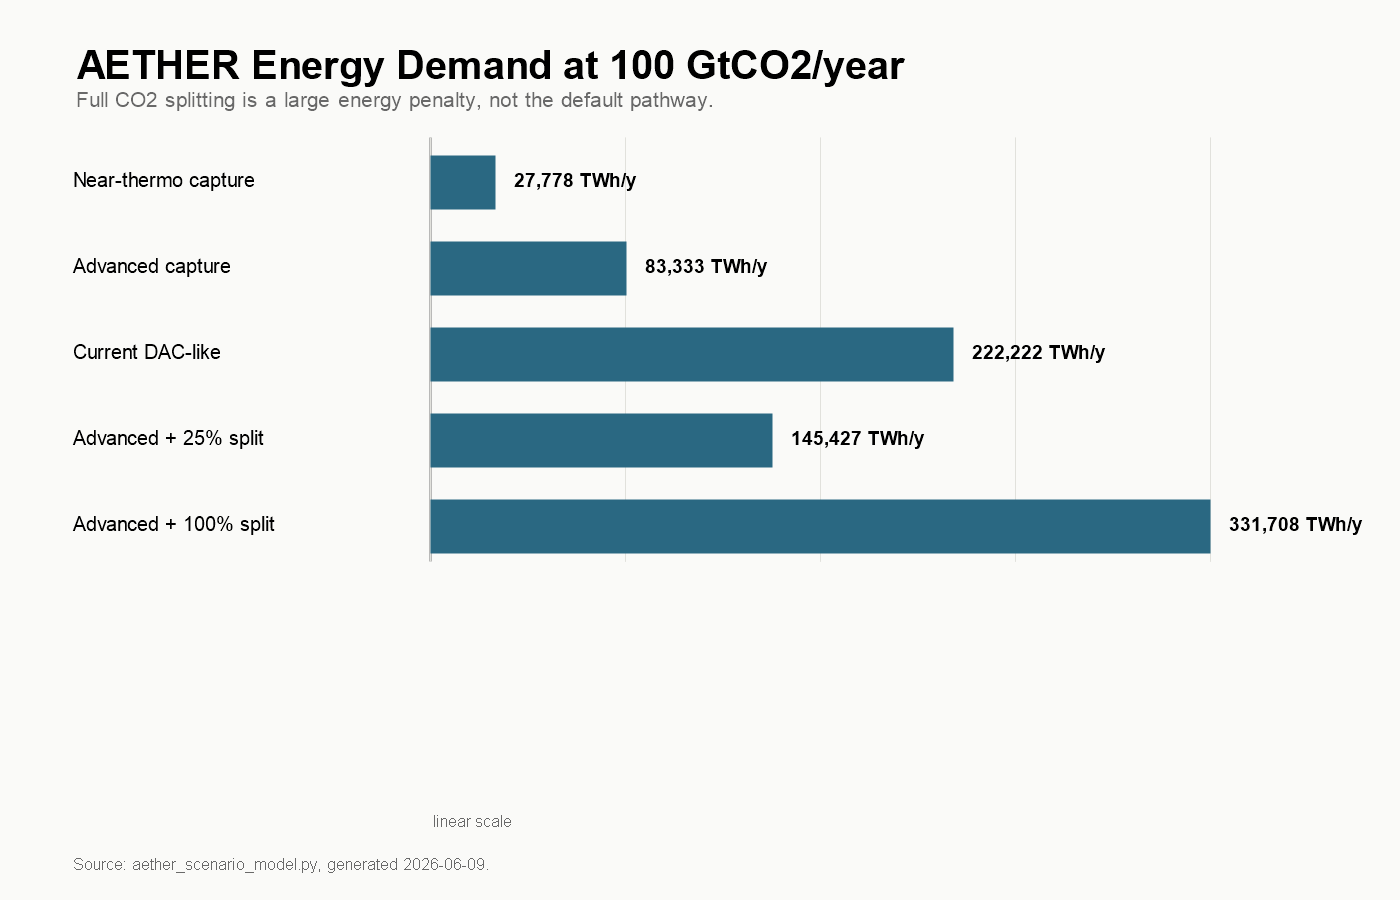 AETHER Energy Demand at 100 GtCO2/year
Full CO2 splitting is a large energy penalty, not the default pathway.
Near-thermo capture 27,778 TWh/y
Advanced capture 83,333 TWh/y
Current DAC-like 222,222 TWh/y
Advanced + 25% split 145,427 TWh/y
Advanced + 100% split 331,708 TWh/y
linear scale
Source: aether_scenario_model.py, generated 2026-06-09.